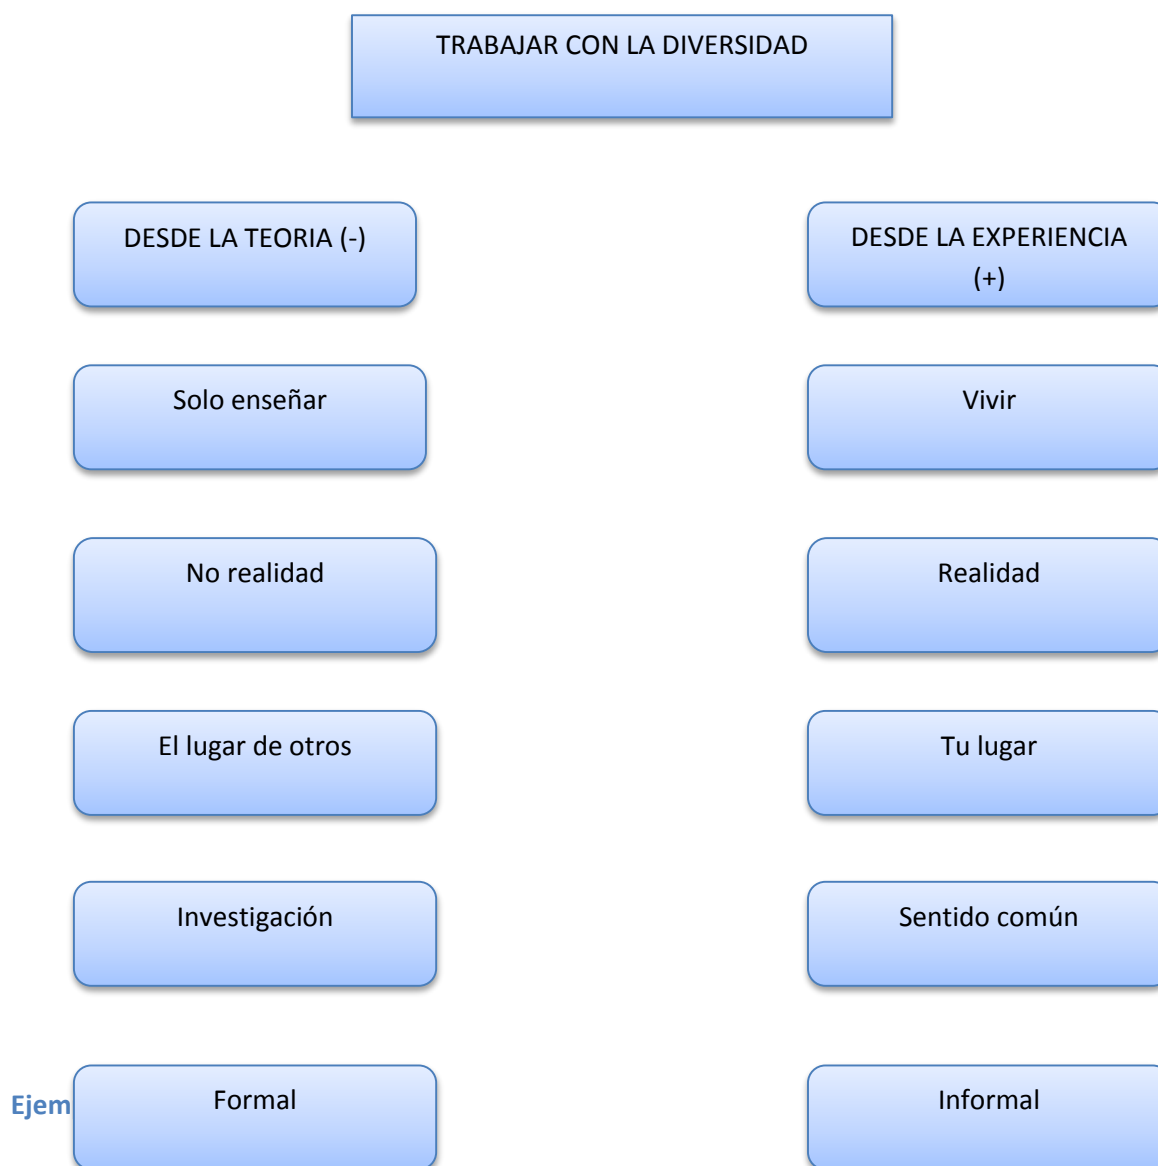 TRABAJAR CON LA DIVERSIDAD
DESDE LA TEORIA (-)
DESDE LA EXPERIENCIA
(+)
Solo enseñar
Vivir
No realidad
Realidad
El lugar de otros
Tu lugar
Investigación
Sentido común
Ejem
Formal
Informal